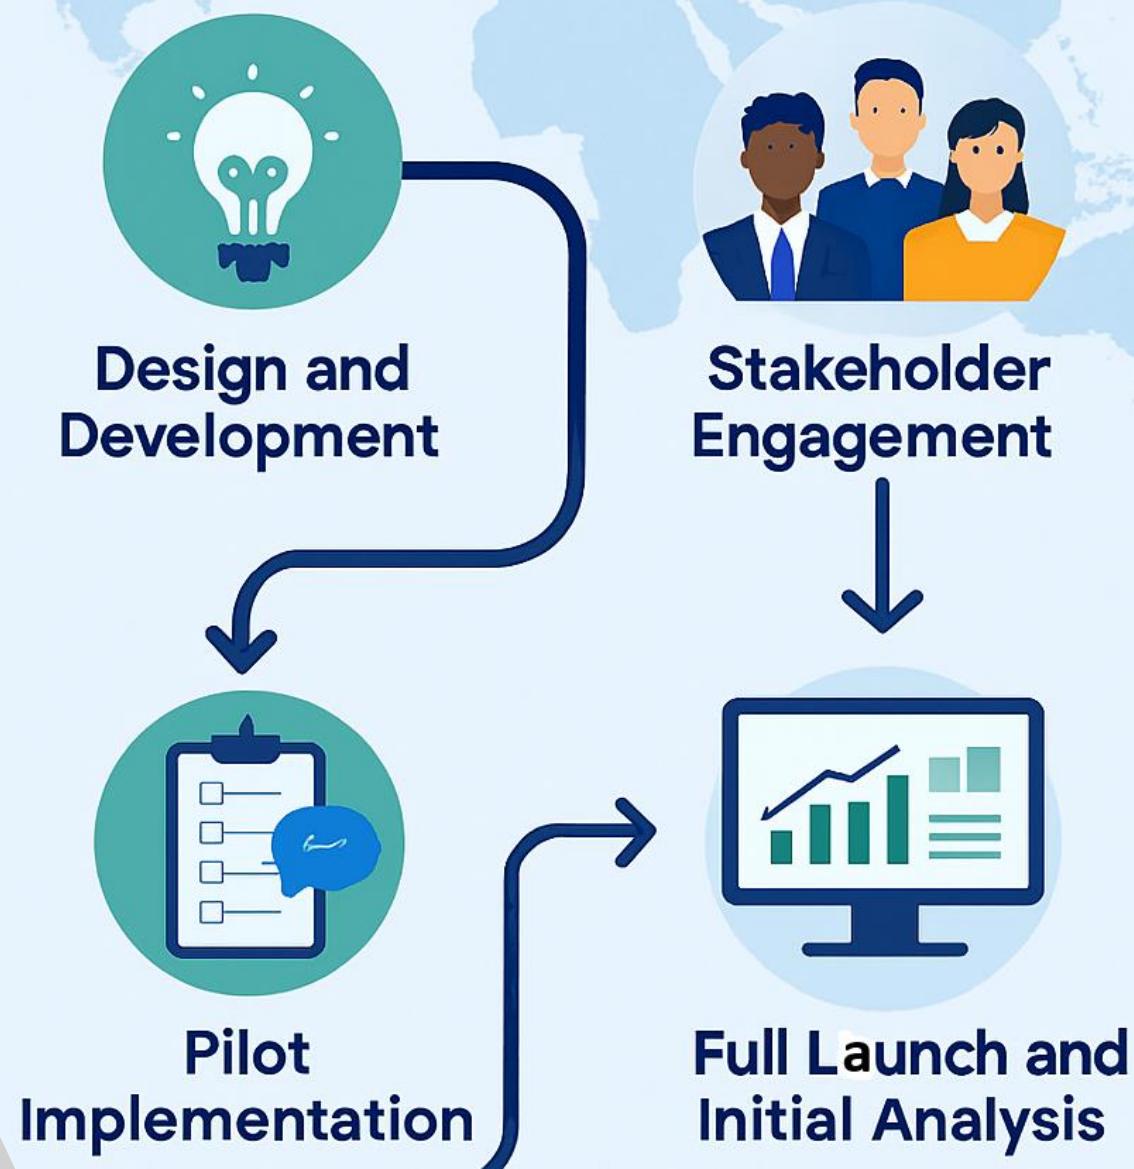 Design and
Development
Stakeholder
Engagement
Pilot
Implementation
Full Launch and
Initial Analysis